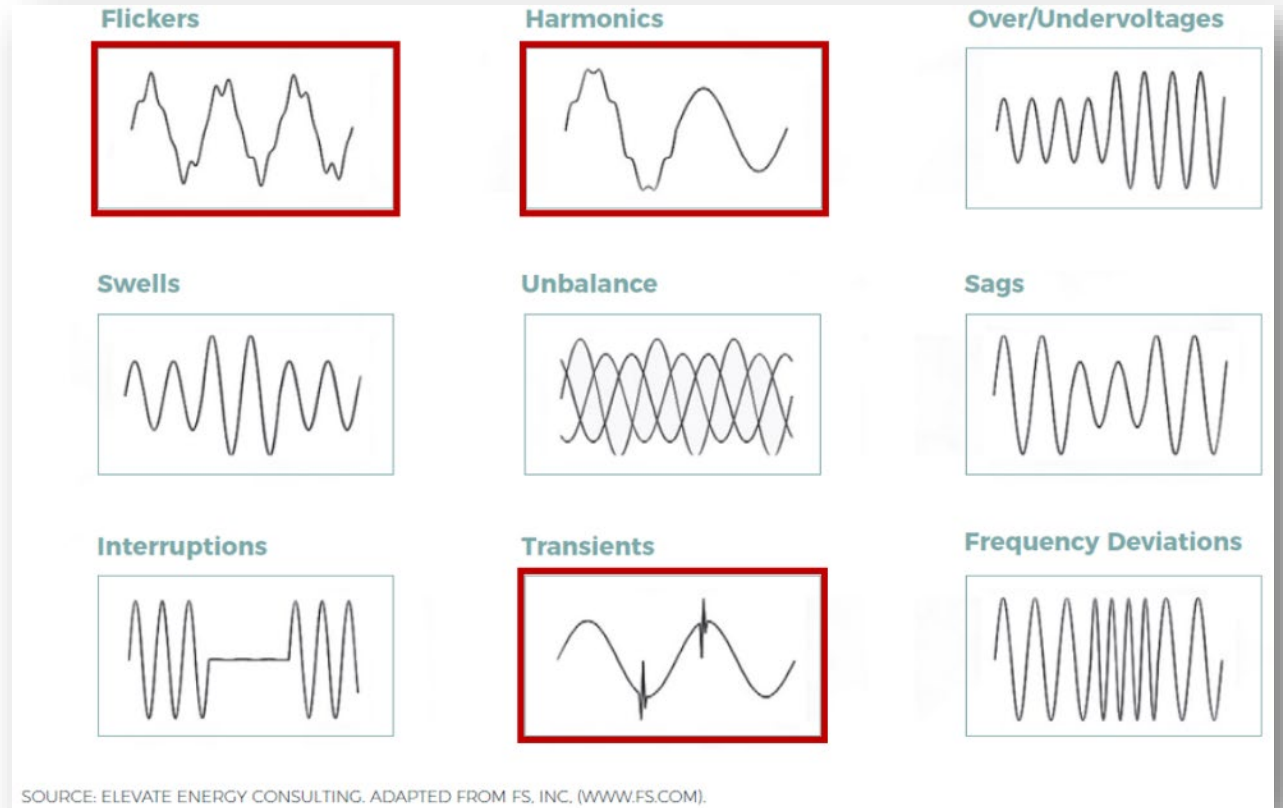 Flickers
Harmonics
Over/Undervoltages
Swells
Unbalance
Sags
Interruptions
Transients
Frequency Deviations
SOURCE: ELEVATE ENERGY CONSULTING. ADAPTED FROM FS, INC, (WWW.FS.COM).